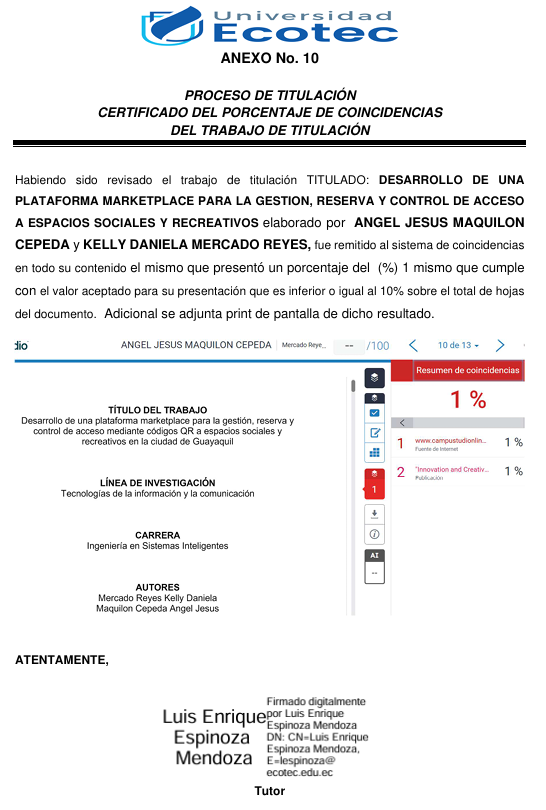 Universidad
Ecotec
ANEXO No. 10
PROCESO DE TITULACIÓN
CERTIFICADO DEL PORCENTAJE DE COINCIDENCIAS
DEL TRABAJO DE TITULACIÓN
Habiendo sido revisado el trabajo de titulación TITULADO: DESARROLLO DE UNA
PLATAFORMA MARKETPLACE PARA LA GESTION, RESERVA Y CONTROL DE ACCESO
A ESPACIOS SOCIALES Y RECREATIVOS elaborado por ANGEL JESUS MAQUILON
CEPEDA y KELLY DANIELA MERCADO REYES, fue remitido al sistema de coincidencias
en todo su contenido el mismo que presentó un porcentaje del (%) 1 mismo que cumple
con el valor aceptado para su presentación que es inferior o igual al 10% sobre el total de hojas
del documento. Adicional se adjunta print de pantalla de dicho resultado.
dio ANGEL JESUS MAQUILON CEPEDA Mercado Reye... -- /100 10 de 13
Resumen de coincidencias
1 %
1 www.campustudionlin... 1 %
Fuente de Internet
2 "Innovation and Creativ... 1 %
Publicación
1
AI
--
TÍTULO DEL TRABAJO
Desarrollo de una plataforma marketplace para la gestión, reserva y
control de acceso mediante códigos QR a espacios sociales y
recreativos en la ciudad de Guayaquil
LÍNEA DE INVESTIGACIÓN
Tecnologías de la información y la comunicación
CARRERA
Ingeniería en Sistemas Inteligentes
AUTORES
Mercado Reyes Kelly Daniela
Maquilon Cepeda Angel Jesus
ATENTAMENTE,
Luis Enrique
Espinoza
Mendoza
Firmado digitalmente
por Luis Enrique
Espinoza Mendoza
DN: CN=Luis Enrique
Espinoza Mendoza,
E=lespinoza@
ecotec.edu.ec
Tutor